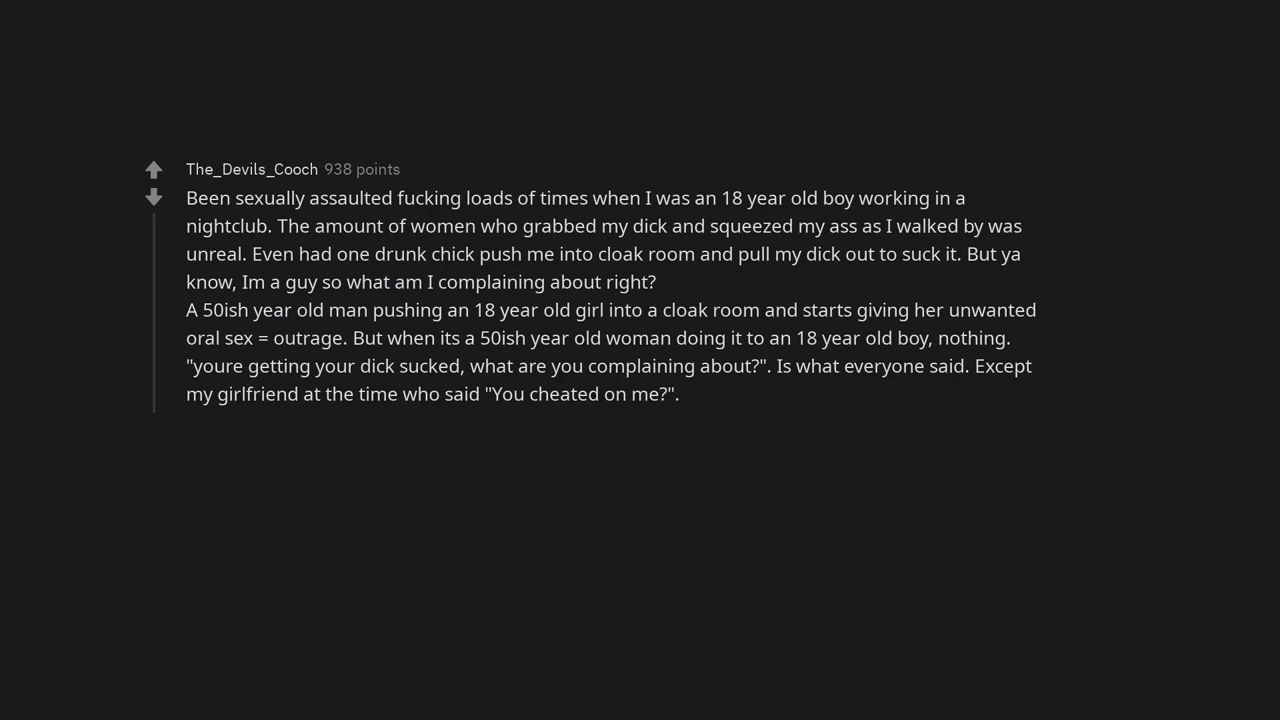 The_Devils_Cooch 938 points
Been sexually assaulted fucking loads of times when I was an 18 year old boy working in a
nightclub. The amount of women who grabbed my dick and squeezed my ass as I walked by was
unreal. Even had one drunk chick push me into cloak room and pull my dick out to suck it. But ya
know, Im a guy so what am I complaining about right?
A 50ish year old man pushing an 18 year old girl into a cloak room and starts giving her unwanted
oral sex = outrage. But when its a 50ish year old woman doing it to an 18 year old boy, nothing.
"youre getting your dick sucked, what are you complaining about?". Is what everyone said. Except
my girlfriend at the time who said "You cheated on me?".